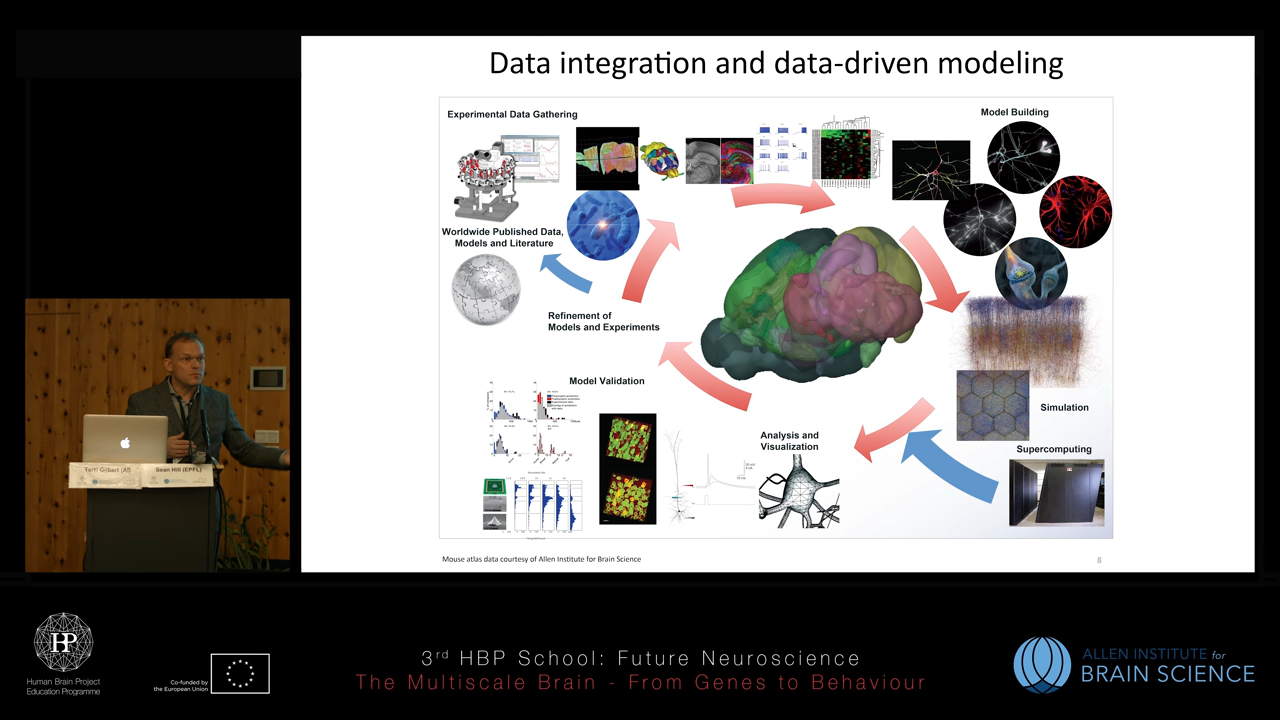 Data integration and data-driven modeling
Experimental Data Gathering
Model Building
Worldwide Published Data,
Models and Literature
Refinement of
Models and Experiments
Model Validation
Simulation
Analysis and
Visualization
Supercomputing
Mouse atlas data courtesy of Allen Institute for Brain Science
8
Terri Gilbert (AI)
Sean Hill (EPFL)
HP
Human Brain Project
Education Programme
Co-funded by
the European Union
3rd HBP School: Future Neuroscience
The Multiscale Brain - From Genes to Behaviour
ALLEN INSTITUTE for
BRAIN SCIENCE